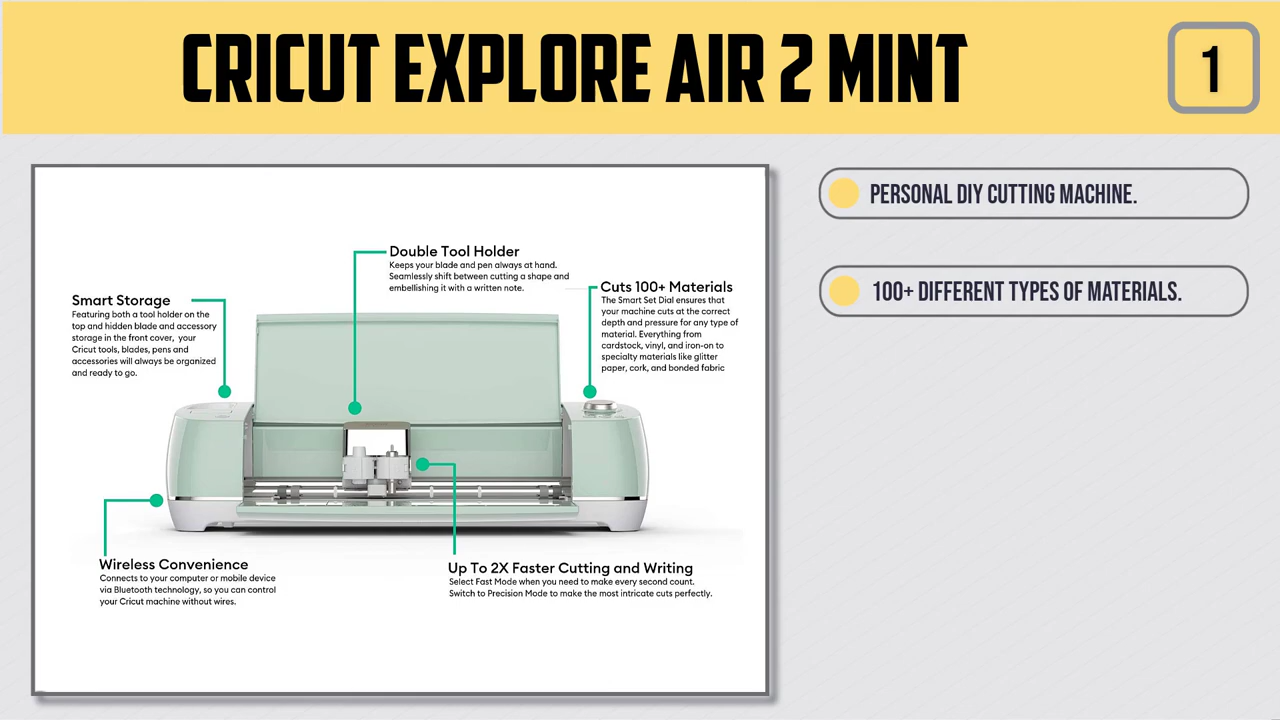 CRICUT EXPLORE AIR 2 MINT
1
PERSONAL DIY CUTTING MACHINE.
100+ DIFFERENT TYPES OF MATERIALS.
Double Tool Holder
Keeps your blade and pen always at hand.
Seamlessly shift between cutting a shape and
embellishing it with a written note.
Cuts 100+ Materials
The Smart Set Dial ensures that
your machine cuts at the correct
depth and pressure for any type of
material. Everything from
cardstock, vinyl, and iron-on to
specialty materials like glitter
paper, cork, and bonded fabric
Smart Storage
Featuring both a tool holder on the
top and hidden blade and accessory
storage in the front cover, your
Cricut tools, blades, pens and
accessories will always be organized
and ready to go.
Wireless Convenience
Connects to your computer or mobile device
via Bluetooth technology, so you can control
your Cricut machine without wires.
Up To 2X Faster Cutting and Writing
Select Fast Mode when you need to make every second count.
Switch to Precision Mode to make the most intricate cuts perfectly.